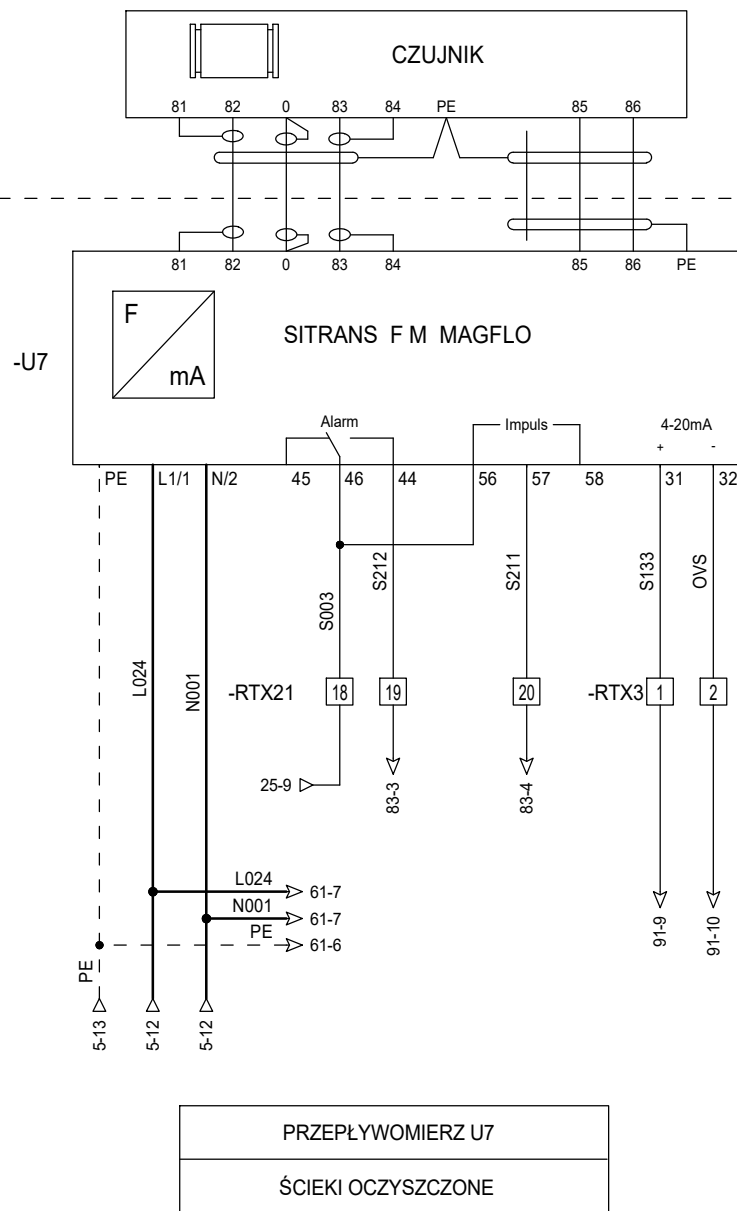 CZUJNIK
81 82 0 83 84 PE 85 86
81 82 0 83 84 85 86 PE
F
mA
SITRANS F M MAGFLO
-U7
Alarm
Impuls
4-20mA
+ -
PE L1/1 N/2 45 46 44 56 57 58 31 32
S003
S212
S211
S133
OVS
L024
N001
-RTX21 18 19 20 -RTX3 1 2
25-9
83-3
83-4
L024
61-7
N001
61-7
PE
61-6
91-9
91-10
PE
5-13
5-12
5-12
PRZEPŁYWOMIERZ U7
ŚCIEKI OCZYSZCZONE